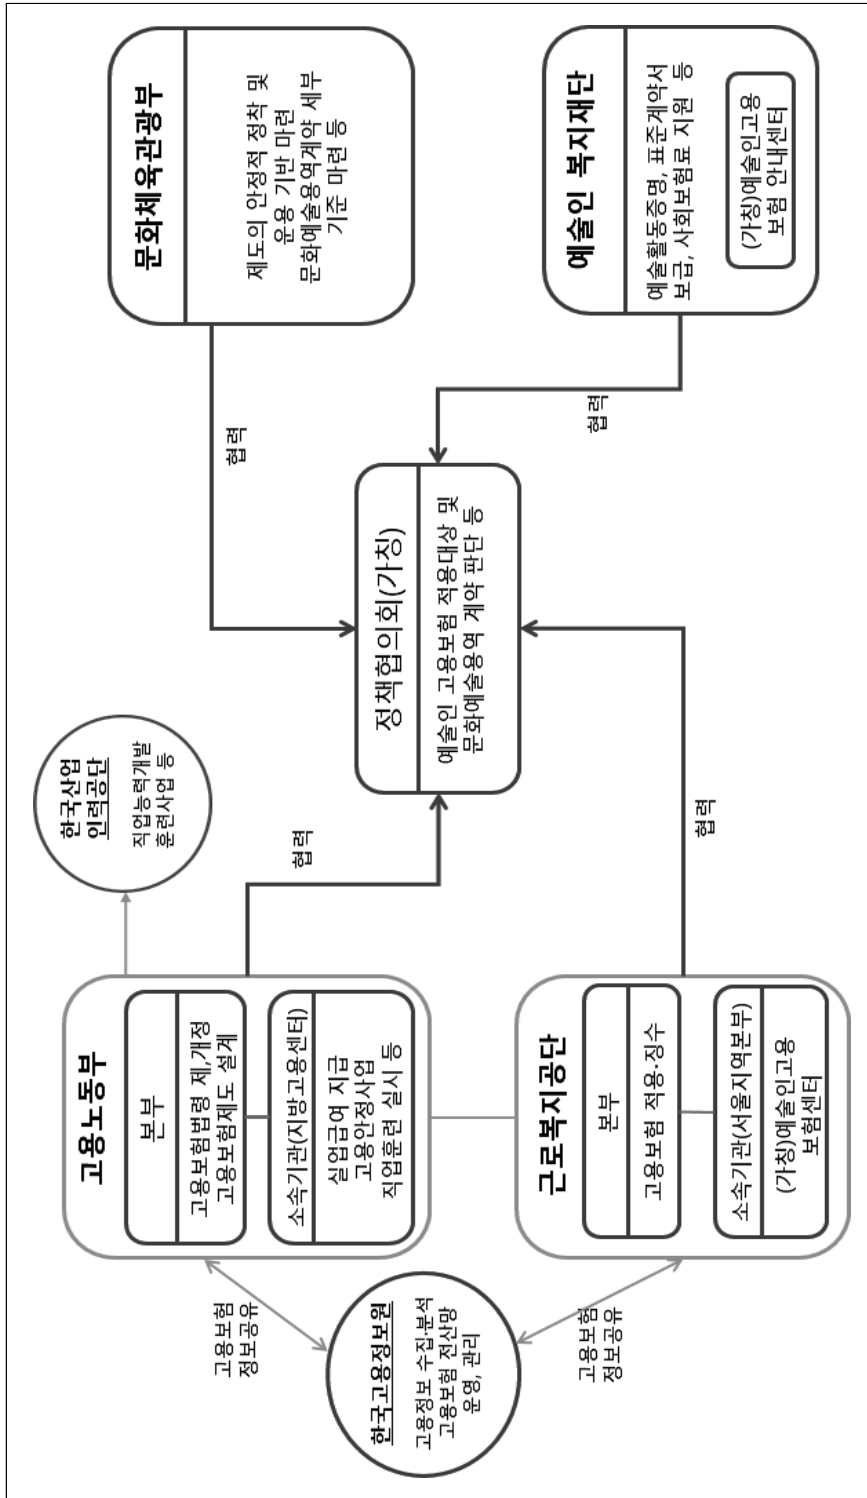 한국고용정보원
고용정보 수집·분석
고용보험 전산망
운영, 관리
고용보험
정보공유
고용보험
정보공유
고용노동부
본부
고용보험법령 제,개정
고용보험제도 설계
소속기관(지방고용센터)
실업급여 지급
고용안정사업
직업훈련 실시 등
근로복지공단
본부
고용보험 적용·징수
소속기관(서울지역본부)
(가칭)예술인고용
보험센터
한국산업
인력공단
직업능력개발
훈련사업 등
협력
협력
정책협의회(가칭)
예술인 고용보험 적용대상 및
문화예술용역 계약 판단 등
협력
협력
문화체육관광부
제도의 안정적 정착 및
운용 기반 마련
문화예술용역계약 세부
기준 마련 등
예술인 복지재단
예술활동증명, 표준계약서
보급, 사회보험료 지원 등
(가칭)예술인고용
보험 안내센터